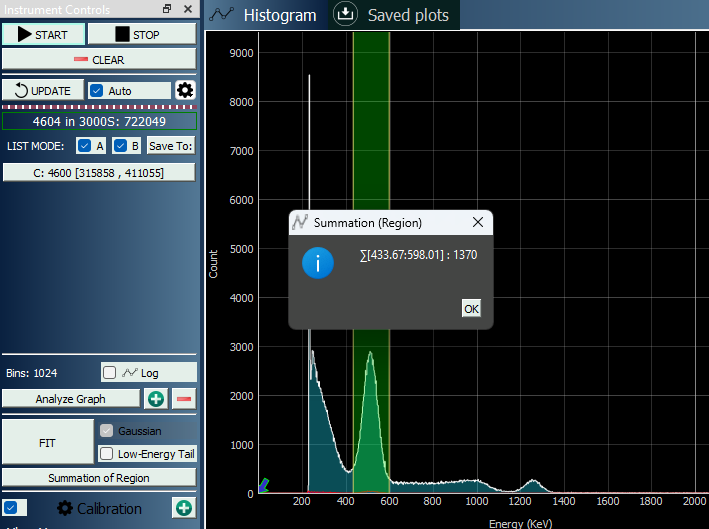 Instrument Controls
START
STOP
CLEAR
UPDATE
Auto
4604 in 3000S: 722049
LIST MODE:
A
B
Save To:
C: 4600 [315858 , 411055]
Bins: 1024
Log
Analyze Graph
FIT
Gaussian
Low-Energy Tail
Summation of Region
Calibration
Histogram
Saved plots
9000
8000
7000
6000
5000
4000
3000
2000
1000
0
Count
Summation (Region)
∑[433.67:598.01] : 1370
OK
200
400
600
800
1000
1200
1400
1600
1800
2000
Energy (KeV)